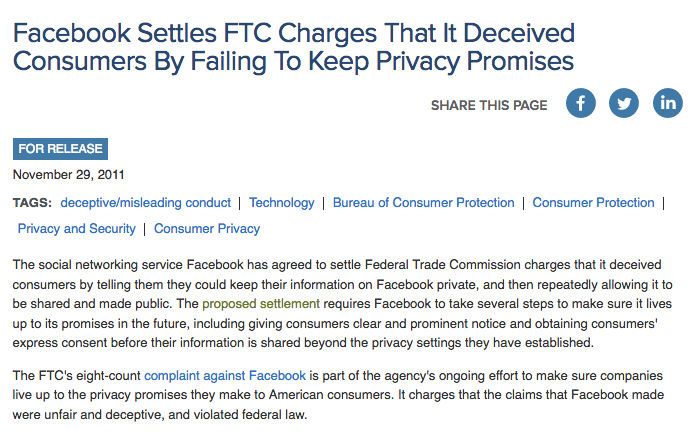 Facebook Settles FTC Charges That It Deceived
Consumers By Failing To Keep Privacy Promises
SHARE THIS PAGE
FOR RELEASE
November 29, 2011
TAGS: deceptive/misleading conduct | Technology | Bureau of Consumer Protection | Consumer Protection |
Privacy and Security | Consumer Privacy
The social networking service Facebook has agreed to settle Federal Trade Commission charges that it deceived
consumers by telling them they could keep their information on Facebook private, and then repeatedly allowing it to
be shared and made public. The proposed settlement requires Facebook to take several steps to make sure it lives
up to its promises in the future, including giving consumers clear and prominent notice and obtaining consumers'
express consent before their information is shared beyond the privacy settings they have established.
The FTC's eight-count complaint against Facebook is part of the agency's ongoing effort to make sure companies
live up to the privacy promises they make to American consumers. It charges that the claims that Facebook made
were unfair and deceptive, and violated federal law.